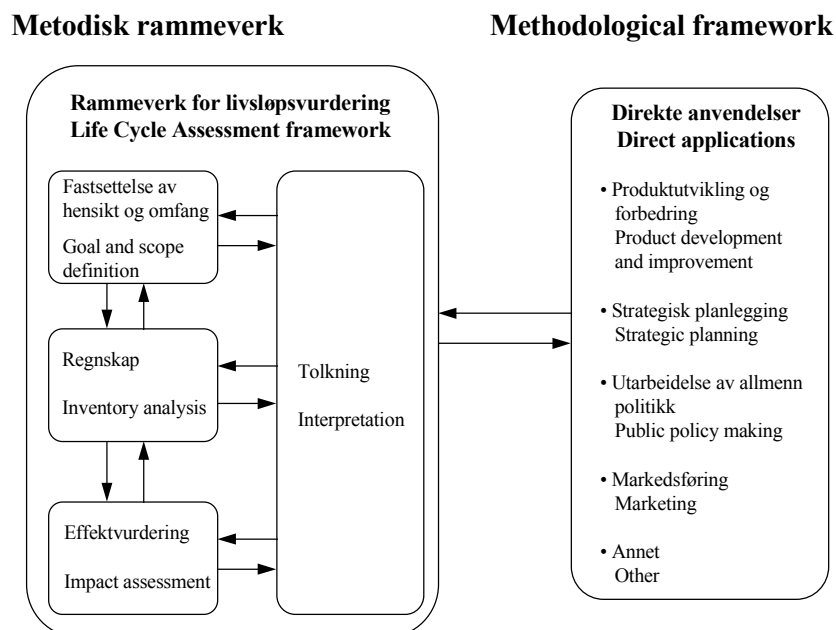 Metodisk rammeverk
Methodological framework
Rammeverk for livsløpsvurdering
Life Cycle Assessment framework
Fastsettelse av
hensikt og omfang
Goal and scope
definition
Regnskap
Inventory analysis
Effektvurdering
Impact assessment
Tolkning
Interpretation
Direkte anvendelser
Direct applications
• Produktutvikling og
forbedring
Product development
and improvement
• Strategisk planlegging
Strategic planning
• Utarbeidelse av allmenn
politikk
Public policy making
• Markedsføring
Marketing
• Annet
Other